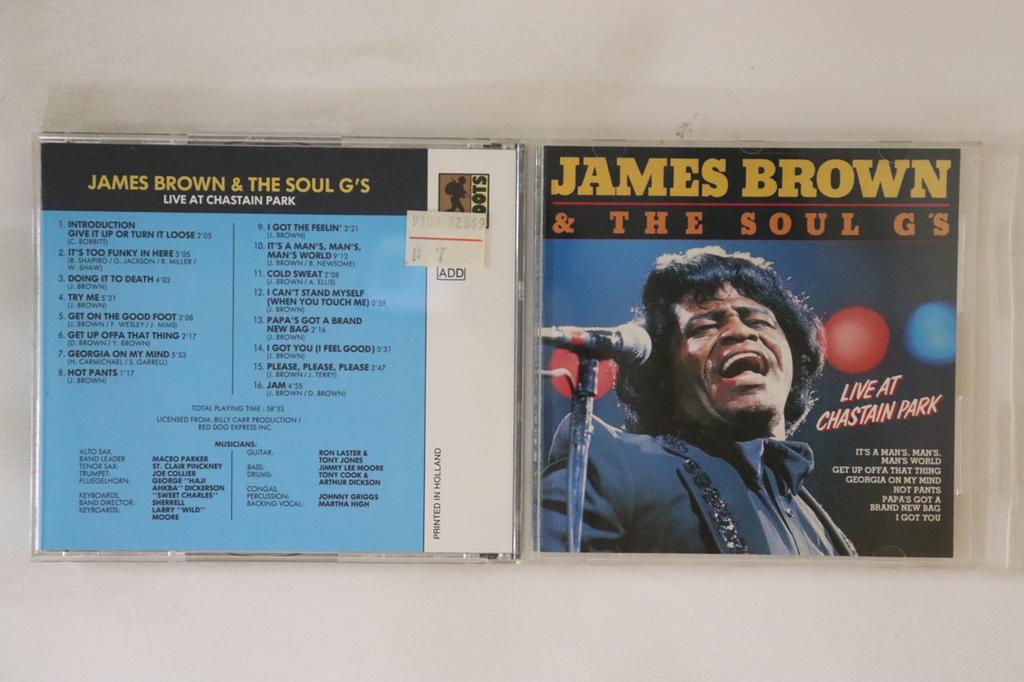 JAMES BROWN & THE SOUL G'S
LIVE AT CHASTAIN PARK
1. INTRODUCTION
GIVE IT UP OR TURN IT LOOSE 2'05
(C. BOBBITT)
2. IT'S TOO FUNKY IN HERE 5'05
(B. SHAPIRO / G. JACKSON / R. MILLER /
W. SHAW)
3. DOING IT TO DEATH 4'02
(J. BROWN)
4. TRY ME 5'31
(J. BROWN)
5. GET ON THE GOOD FOOT 3'08
(J. BROWN / F. WESLEY / J. MIMS)
6. GET UP OFFA THAT THING 2'17
(D. BROWN / Y. BROWN)
7. GEORGIA ON MY MIND 5'53
(H. CARMICHAEL / S. GARRELL)
8. HOT PANTS 1'17
(J. BROWN)
9. I GOT THE FEELIN' 2'21
(J. BROWN)
10. IT'S A MAN'S, MAN'S,
MAN'S WORLD 9'12
(J. BROWN / B. NEWSOME)
11. COLD SWEAT 2'08
(J. BROWN / A. ELLIS)
12. I CAN'T STAND MYSELF
(WHEN YOU TOUCH ME) 0'59
(J. BROWN)
13. PAPA'S GOT A BRAND
NEW BAG 2'16
(J. BROWN)
14. I GOT YOU (I FEEL GOOD) 3'31
(J. BROWN)
15. PLEASE, PLEASE, PLEASE 3'47
(J. BROWN / J. TERRY)
16. JAM 4'55
(J. BROWN / D. BROWN)
TOTAL PLAYING TIME : 58'33
LICENSED FROM: BILLY CARR PRODUCTION /
RED DOG EXPRESS INC.
MUSICIANS:
ALTO SAX,
BAND LEADER MACEO PARKER
TENOR SAX: ST. CLAIR PINCKNEY
TRUMPET: JOE COLLIER
FLUEGELHORN: GEORGE "HAJI
AHKBA" DICKERSON
KEYBOARDS, "SWEET CHARLES"
BAND DIRECTOR: SHERRELL
KEYBOARDS: LARRY "WILD"
MOORE
GUITAR: RON LASTER &
TONY JONES
BASS: JIMMY LEE MOORE
DRUMS: TONY COOK &
ARTHUR DICKSON
CONGAS,
PERCUSSION: JOHNNY GRIGGS
BACKING VOCAL: MARTHA HIGH
DOTS
9106 32869
# 7
ADD
PRINTED IN HOLLAND
JAMES BROWN
& THE SOUL G'S
LIVE AT
CHASTAIN PARK
IT'S A MAN'S, MAN'S,
MAN'S WORLD
GET UP OFFA THAT THING
GEORGIA ON MY MIND
HOT PANTS
PAPA'S GOT A
BRAND NEW BAG
I GOT YOU